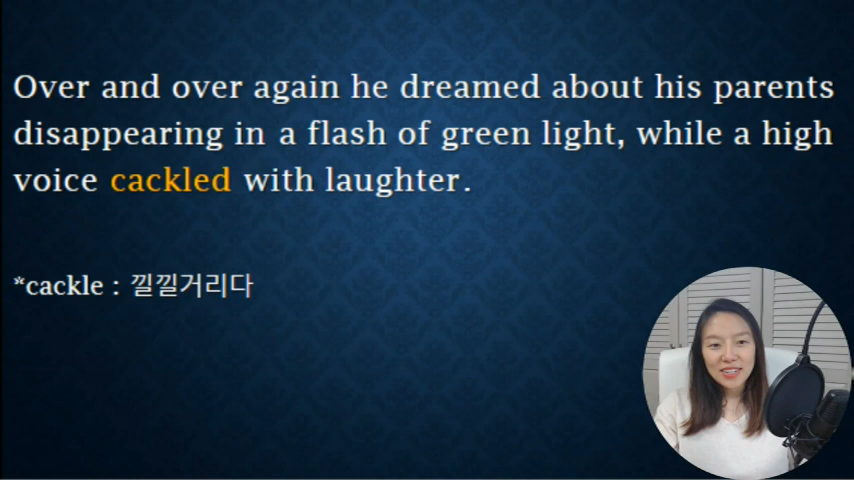 Over and over again he dreamed about his parents
disappearing in a flash of green light, while a high
voice cackled with laughter.
*cackle : 낄낄거리다